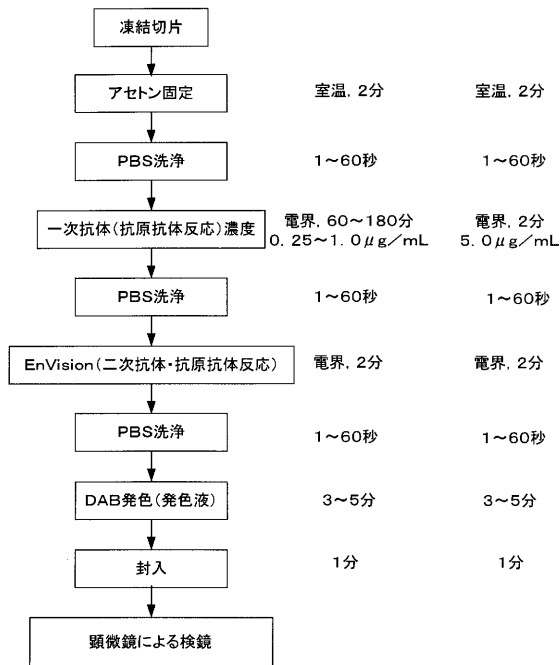 凍結切片
アセトン固定 室温，2分 室温，2分
PBS洗浄 1～60秒 1～60秒
一次抗体（抗原抗体反応）濃度 電界，60～180分 電界，2分
0．25～1．0μg／mL 5．0μg／mL
PBS洗浄 1～60秒 1～60秒
EnVision（二次抗体・抗原抗体反応） 電界，2分 電界，2分
PBS洗浄 1～60秒 1～60秒
DAB発色（発色液） 3～5分 3～5分
封入 1分 1分
顕微鏡による検鏡